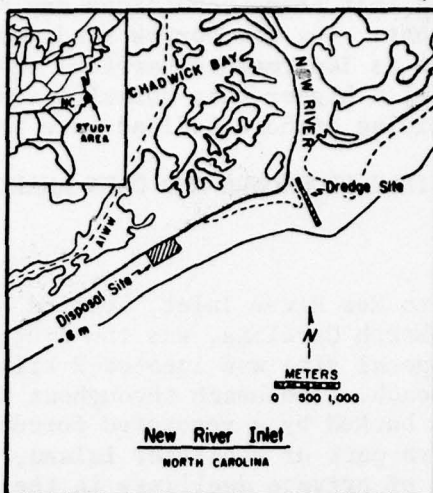 NC
STUDY
AREA
CHADWICK BAY
NEW RIVER
AIWW
Dredge Site
Disposal Site
-6 m
N
METERS
0 500 1,000
New River Inlet
NORTH CAROLINA